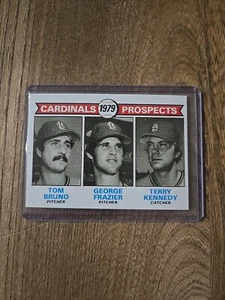 CARDINALS 1979 PROSPECTS
TOM GEORGE TERRY
BRUNO FRAZIER KENNEDY
PITCHER PITCHER CATCHER